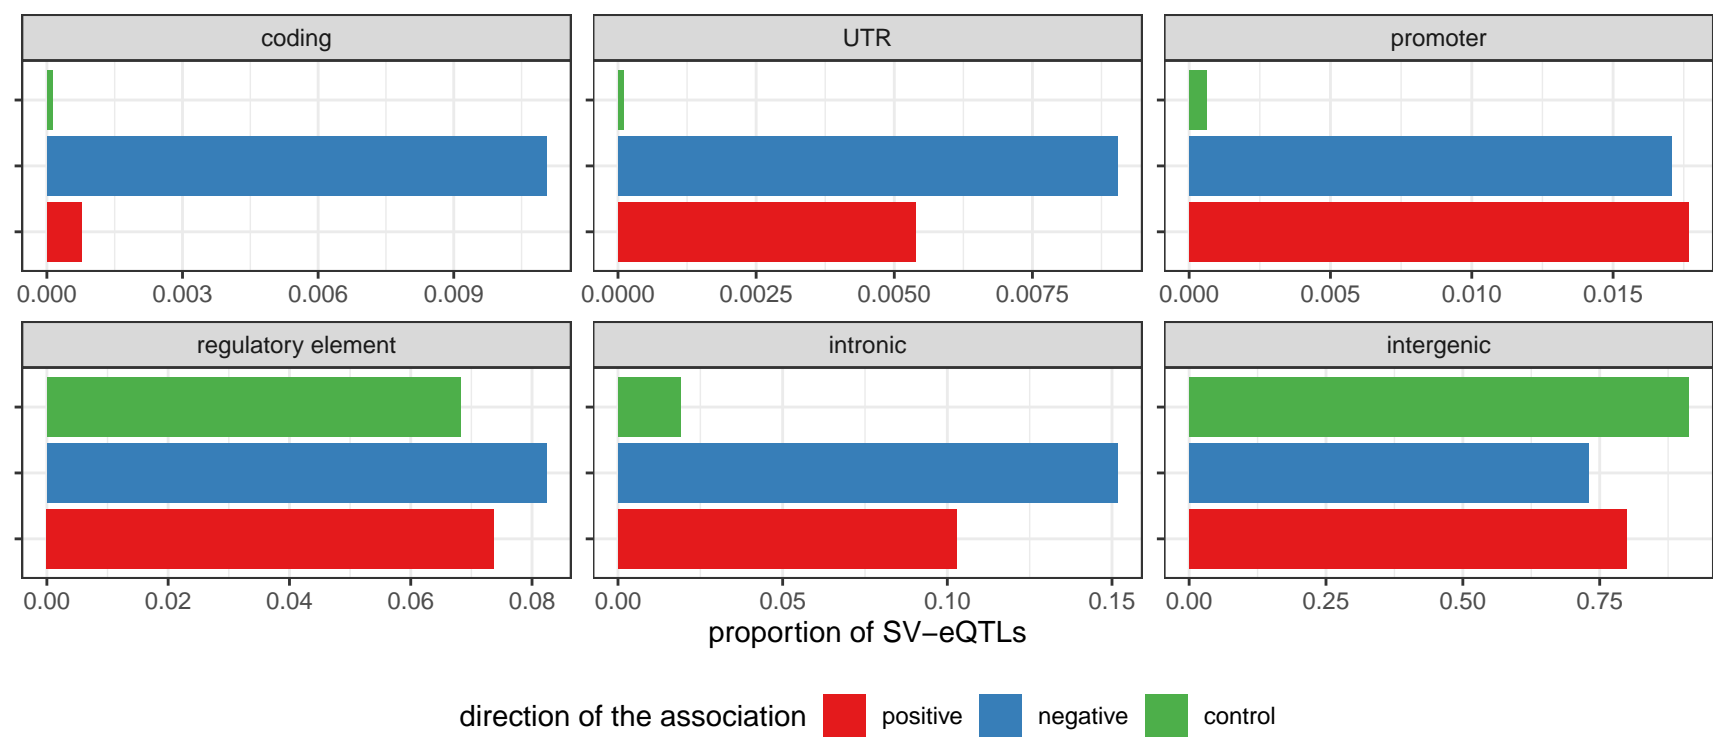 coding UTR promoter
0.000 0.003 0.006 0.009 0.0000 0.0025 0.0050 0.0075 0.000 0.005 0.010 0.015
regulatory element intronic intergenic
0.00 0.02 0.04 0.06 0.08 0.00 0.05 0.10 0.15 0.00 0.25 0.50 0.75
proportion of SV−eQTLs
direction of the association positive negative control